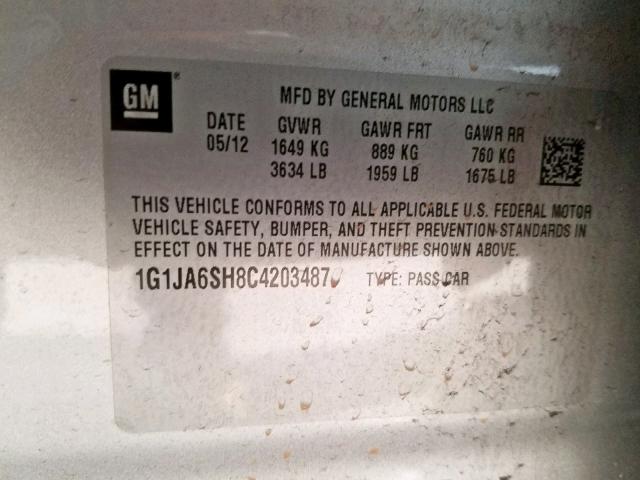 GM®
MFD BY GENERAL MOTORS LLC
DATE GVWR GAWR FRT GAWR RR
05/12 1649 KG 889 KG 760 KG
3634 LB 1959 LB 1675 LB
THIS VEHICLE CONFORMS TO ALL APPLICABLE U.S. FEDERAL MOTOR
VEHICLE SAFETY, BUMPER, AND THEFT PREVENTION STANDARDS IN
EFFECT ON THE DATE OF MANUFACTURE SHOWN ABOVE.
1G1JA6SH8C4203487 TYPE: PASS CAR